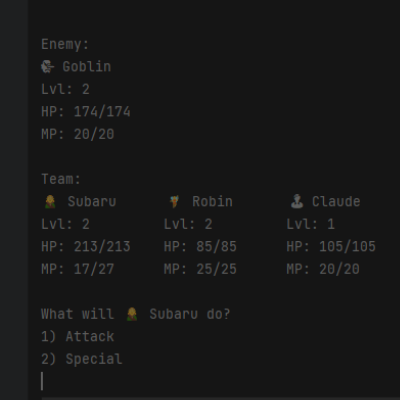 Enemy:
Goblin
Lvl: 2
HP: 174/174
MP: 20/20
Team:
Subaru Robin Claude
Lvl: 2 Lvl: 2 Lvl: 1
HP: 213/213 HP: 85/85 HP: 105/105
MP: 17/27 MP: 25/25 MP: 20/20
What will Subaru do?
1) Attack
2) Special